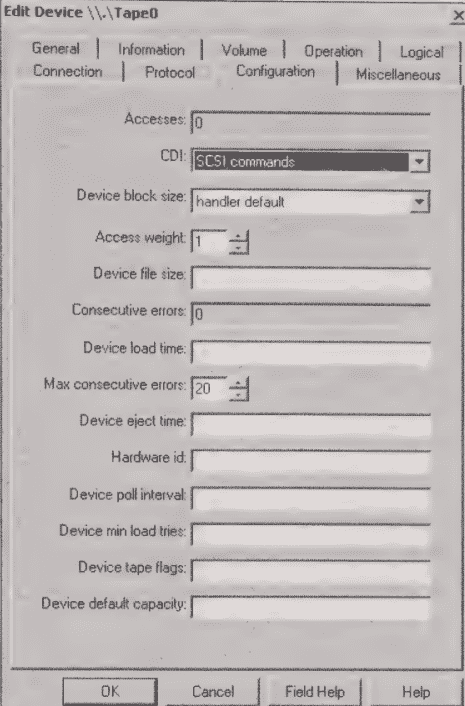 Edit Device \\.\Tape0
General Information Volume Operation Logical
Connection Protocol Configuration Miscellaneous
Accesses: 0
CDI: SCSI commands
Device block size: handler default
Access weight: 1
Device file size:
Consecutive errors: 0
Device load time:
Max consecutive errors: 20
Device eject time:
Hardware id:
Device poll interval:
Device min load tries:
Device tape flags:
Device default capacity:
OK Cancel Field Help Help